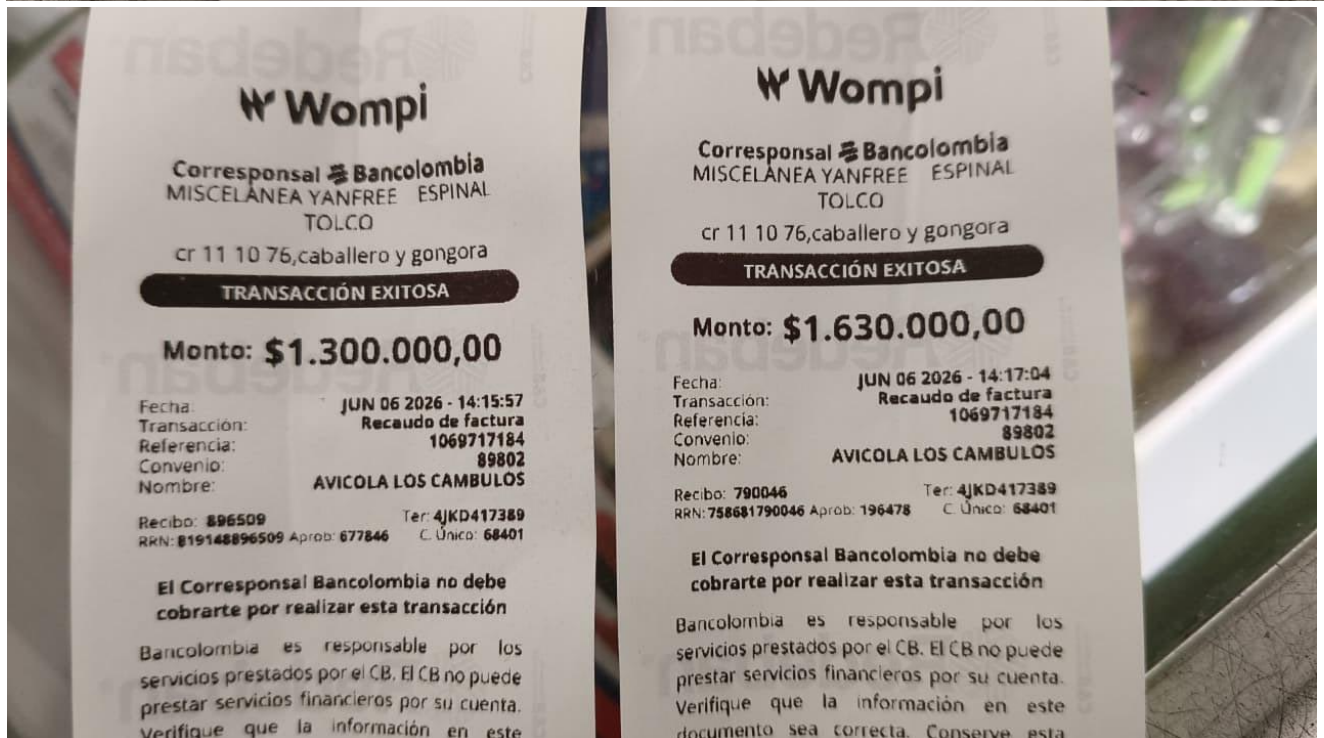 Wompi
Corresponsal Bancolombia
MISCELANEA YANFREE ESPINAL
TOLCO
cr 11 10 76,caballero y gongora
TRANSACCIÓN EXITOSA
Monto: $1.300.000,00
Fecha: JUN 06 2026 - 14:15:57
Transacción: Recaudo de factura
Referencia: 1069717184
Convenio: 89802
Nombre: AVICOLA LOS CAMBULOS
Recibo: 896509 Ter: 4JKD417389
RRN: 819148896509 Aprob: 677846 C. Único: 68401
El Corresponsal Bancolombia no debe
cobrarte por realizar esta transacción
Bancolombia es responsable por los
servicios prestados por el CB. El CB no puede
prestar servicios financieros por su cuenta.
Verifique que la información en este
Wompi
Corresponsal Bancolombia
MISCELANEA YANFREE ESPINAL
TOLCO
cr 11 10 76,caballero y gongora
TRANSACCIÓN EXITOSA
Monto: $1.630.000,00
Fecha: JUN 06 2026 - 14:17:04
Transacción: Recaudo de factura
Referencia: 1069717184
Convenio: 89802
Nombre: AVICOLA LOS CAMBULOS
Recibo: 790046 Ter: 4JKD417389
RRN: 758681790046 Aprob: 196478 C. Único: 68401
El Corresponsal Bancolombia no debe
cobrarte por realizar esta transacción
Bancolombia es responsable por los
servicios prestados por el CB. El CB no puede
prestar servicios financieros por su cuenta.
Verifique que la información en este
documento sea correcta. Conserve esta